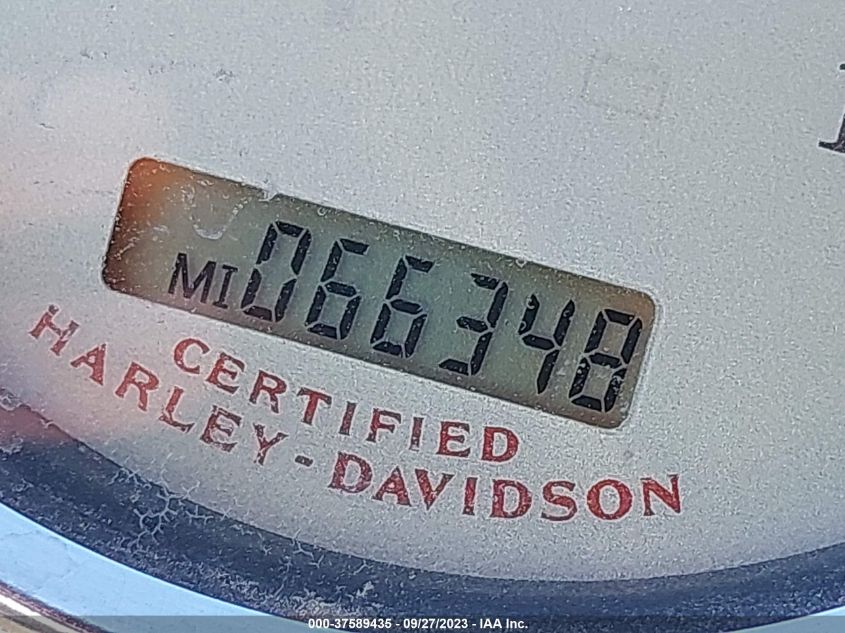 MI 066348
CERTIFIED
HARLEY-DAVIDSON
000-37589435 - 09/27/2023 - IAA Inc.